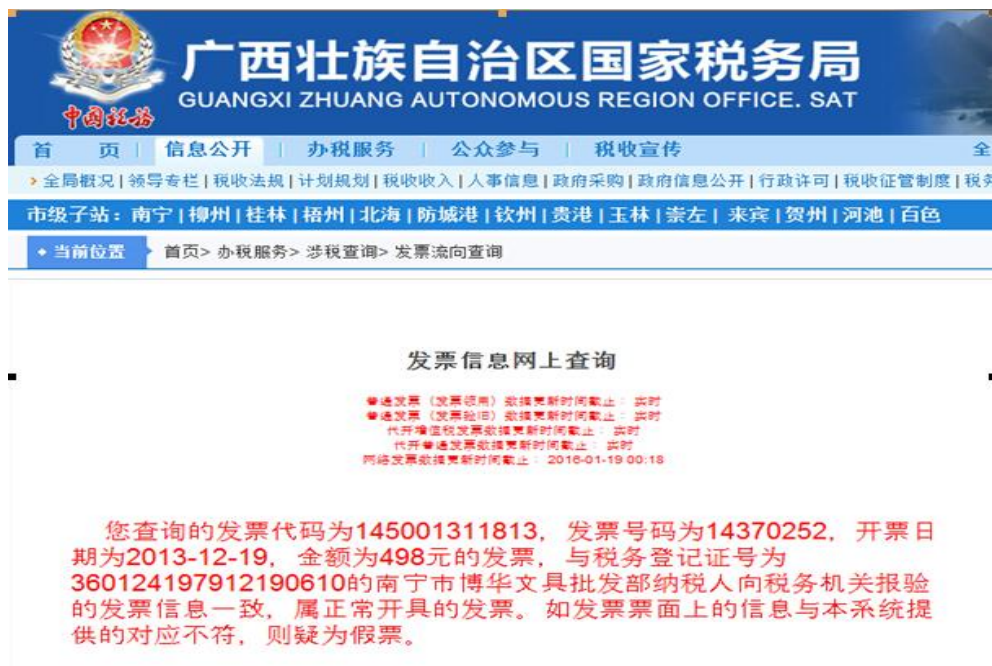 广西壮族自治区国家税务局
GUANGXI ZHUANG AUTONOMOUS REGION OFFICE. SAT
中国税务
首 页 | 信息公开 | 办税服务 | 公众参与 | 税收宣传 全
全局概况 | 领导专栏 | 税收法规 | 计划规划 | 税收收入 | 人事信息 | 政府采购 | 政府信息公开 | 行政许可 | 税收征管制度 | 税务
市级子站：南宁 | 柳州 | 桂林 | 梧州 | 北海 | 防城港 | 钦州 | 贵港 | 玉林 | 崇左 | 来宾 | 贺州 | 河池 | 百色
当前位置 首页> 办税服务> 涉税查询> 发票流向查询
发票信息网上查询
普通发票（发票领用）数据更新时间截止： 实时
普通发票（发票验旧）数据更新时间截止： 实时
代开增值税发票数据更新时间截止： 实时
代开普通发票数据更新时间截止： 实时
网络发票数据更新时间截止： 2016-01-19 00:18
您查询的发票代码为145001311813，发票号码为14370252，开票日
期为2013-12-19，金额为498元的发票，与税务登记证号为
360124197912190610的南宁市博华文具批发部纳税人向税务机关报验
的发票信息一致，属正常开具的发票。如发票票面上的信息与本系统提
供的对应不符，则疑为假票。